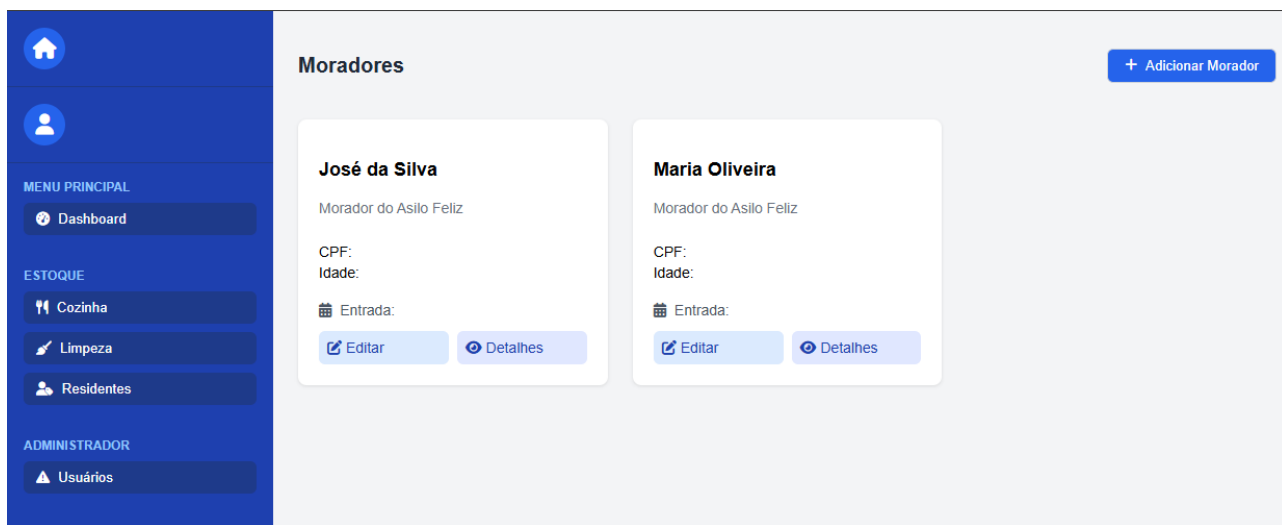 Moradores
+ Adicionar Morador
MENU PRINCIPAL
Dashboard
ESTOQUE
Cozinha
Limpeza
Residentes
ADMINISTRADOR
Usuários
José da Silva
Morador do Asilo Feliz
CPF:
Idade:
Entrada:
Editar
Detalhes
Maria Oliveira
Morador do Asilo Feliz
CPF:
Idade:
Entrada:
Editar
Detalhes